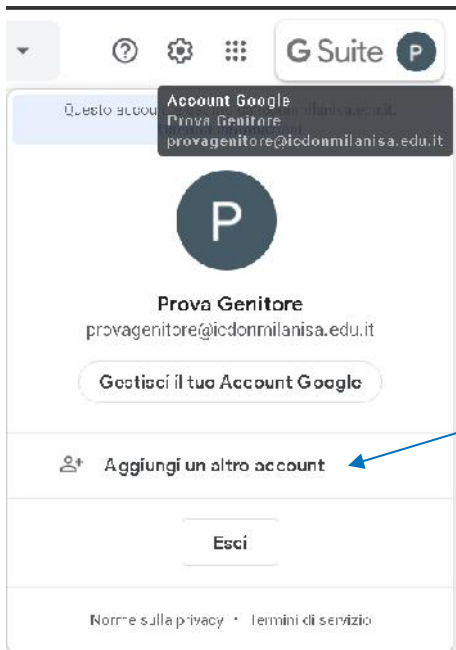 G Suite P
Account Google
Prova Genitore
provagenitore@icdonmilanisa.edu.it
Questo
P
Prova Genitore
provagenitore@icdonmilanisa.edu.it
Gestisci il tuo Account Google
Aggiungi un altro account
Esci
Norme sulla privacy • Termini di servizio